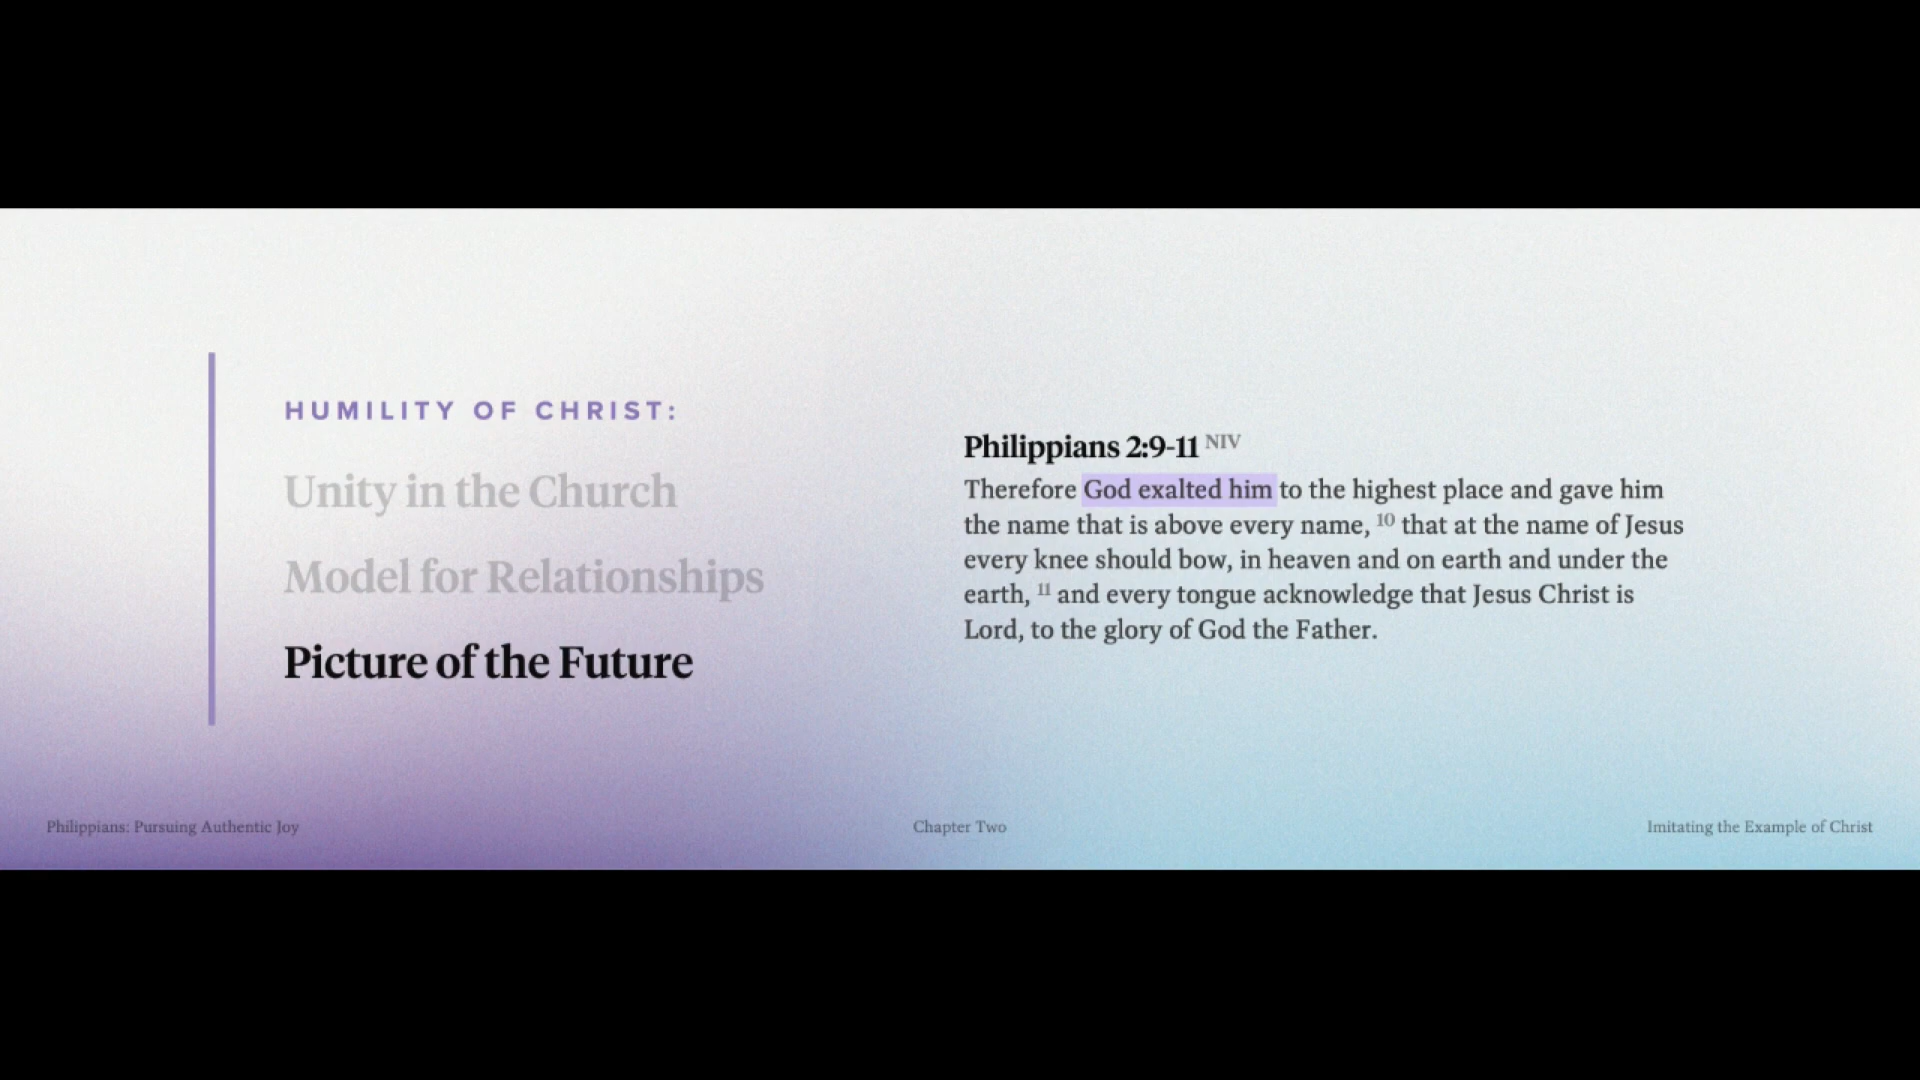 HUMILITY OF CHRIST:
Unity in the Church
Model for Relationships
Picture of the Future
Philippians 2:9-11 NIV
Therefore God exalted him to the highest place and gave him
the name that is above every name, 10 that at the name of Jesus
every knee should bow, in heaven and on earth and under the
earth, 11 and every tongue acknowledge that Jesus Christ is
Lord, to the glory of God the Father.
Philippians: Pursuing Authentic Joy
Chapter Two
Imitating the Example of Christ